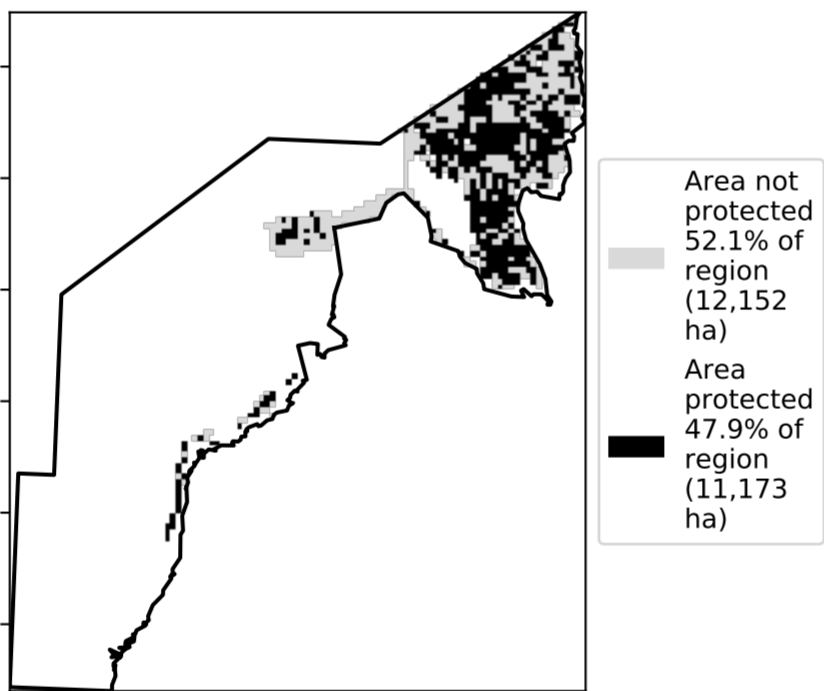 Area not
protected
52.1% of
region
(12,152
ha)
Area
protected
47.9% of
region
(11,173
ha)